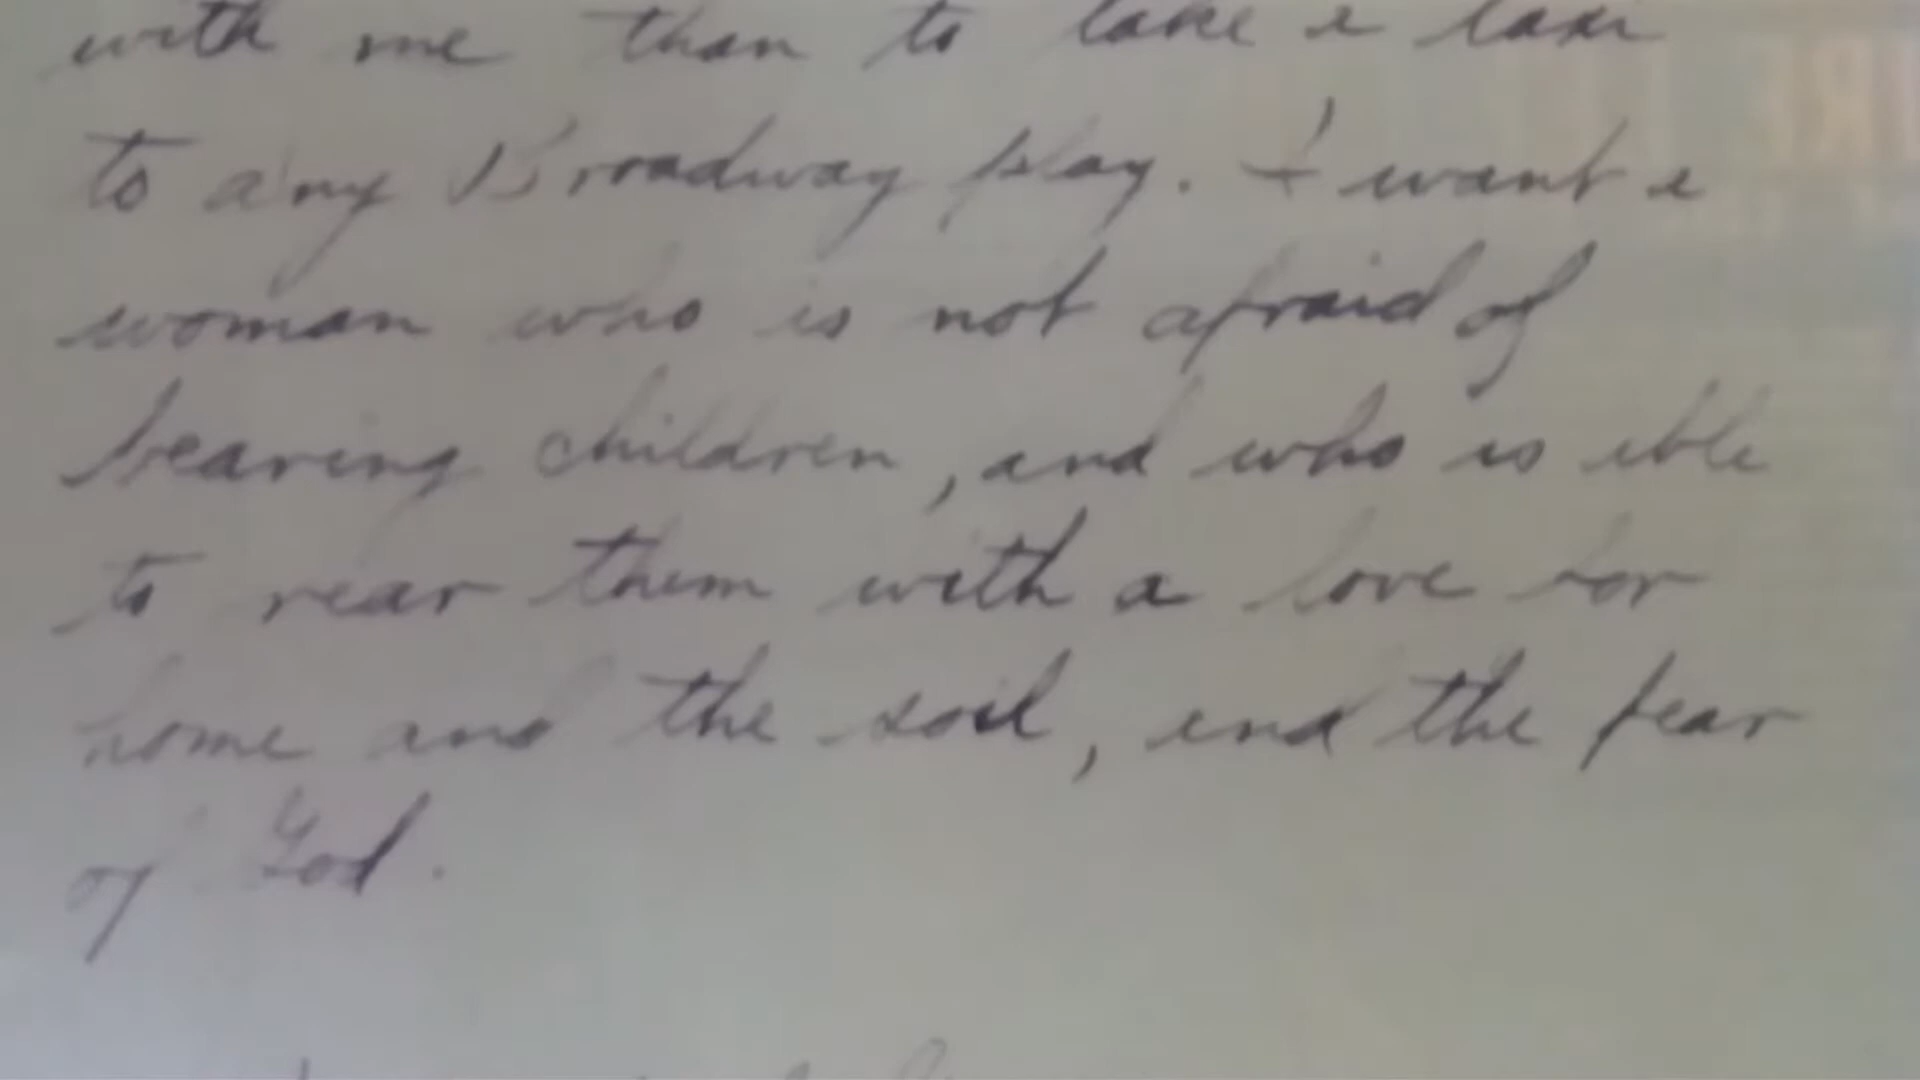 with me than to take a taxi
to any Broadway play. I want a
woman who is not afraid of
bearing children, and who is able
to rear them with a love for
home and the soil, and the fear
of God.